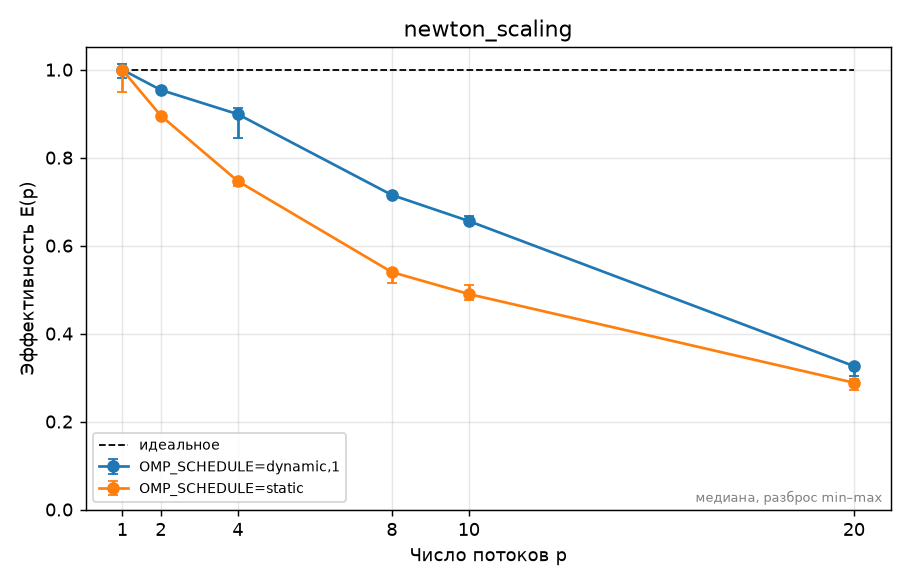 newton_scaling
Эффективность E(p)
1.0
0.8
0.6
0.4
0.2
0.0
идеальное
OMP_SCHEDULE=dynamic,1
OMP_SCHEDULE=static
медиана, разброс min–max
1 2 4 8 10 20
Число потоков p